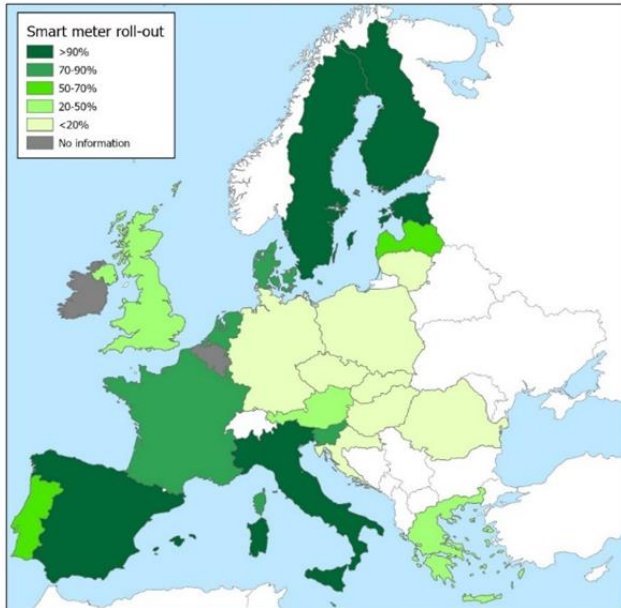 Smart meter roll-out
>90%
70-90%
50-70%
20-50%
<20%
No information